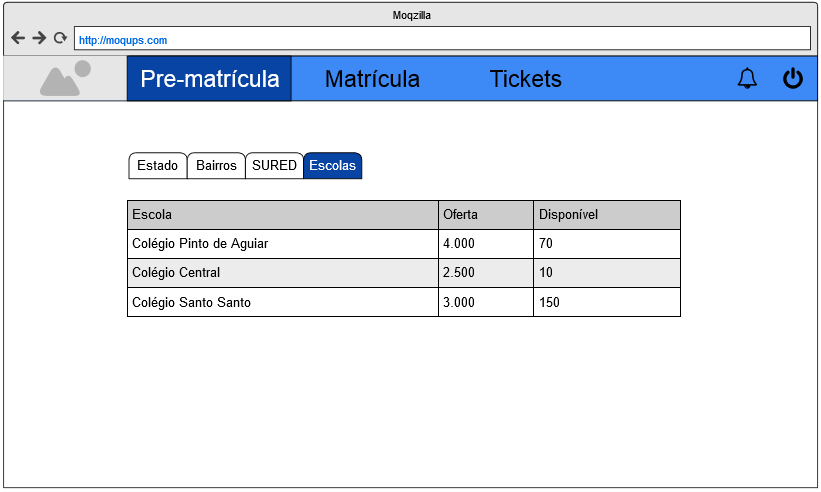 Moqzilla
http://moqups.com
Pre-matrícula Matrícula Tickets
Estado Bairros SURED Escolas
Escola Oferta Disponível
Colégio Pinto de Aguiar 4.000 70
Colégio Central 2.500 10
Colégio Santo Santo 3.000 150